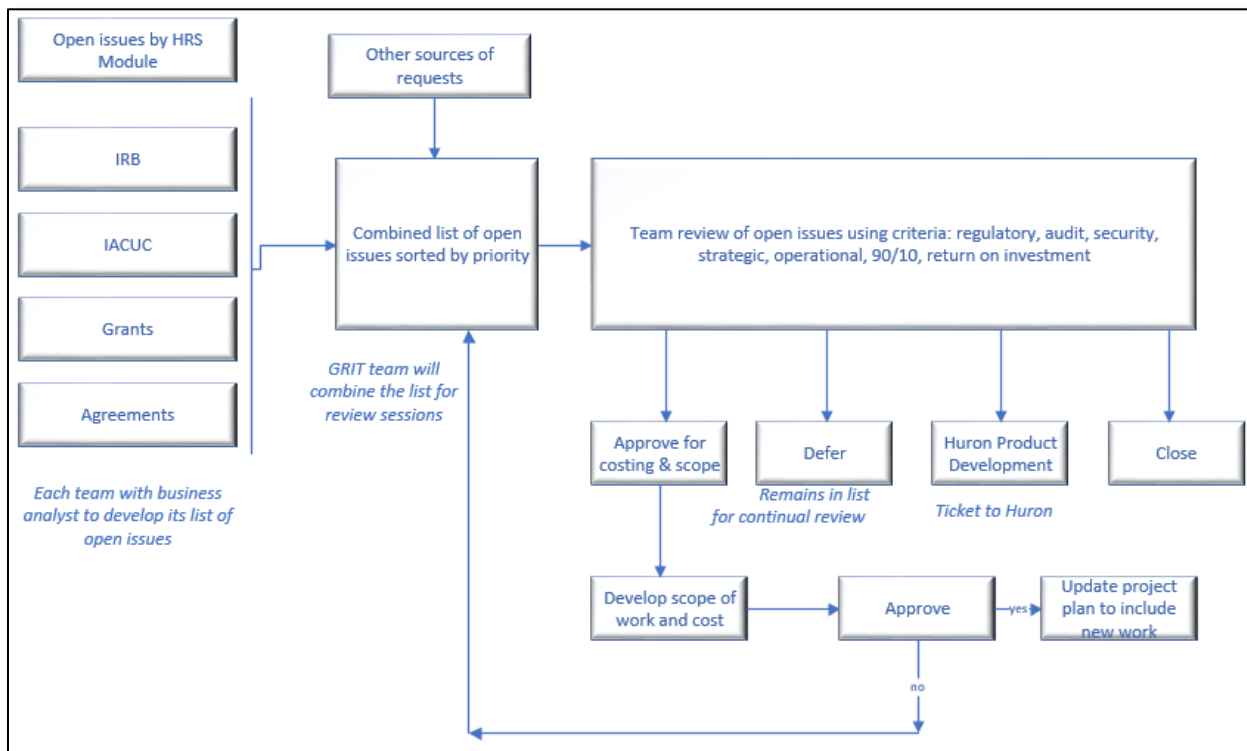 Open issues by HRS
Module
IRB
IACUC
Grants
Agreements
Each team with business
analyst to develop its list of
open issues
Other sources of
requests
Combined list of open
issues sorted by priority
GRIT team will
combine the list for
review sessions
Team review of open issues using criteria: regulatory, audit, security,
strategic, operational, 90/10, return on investment
Approve for
costing & scope
Defer
Remains in list
for continual review
Huron Product
Development
Ticket to Huron
Close
Develop scope of
work and cost
Approve
yes
Update project
plan to include
new work
no